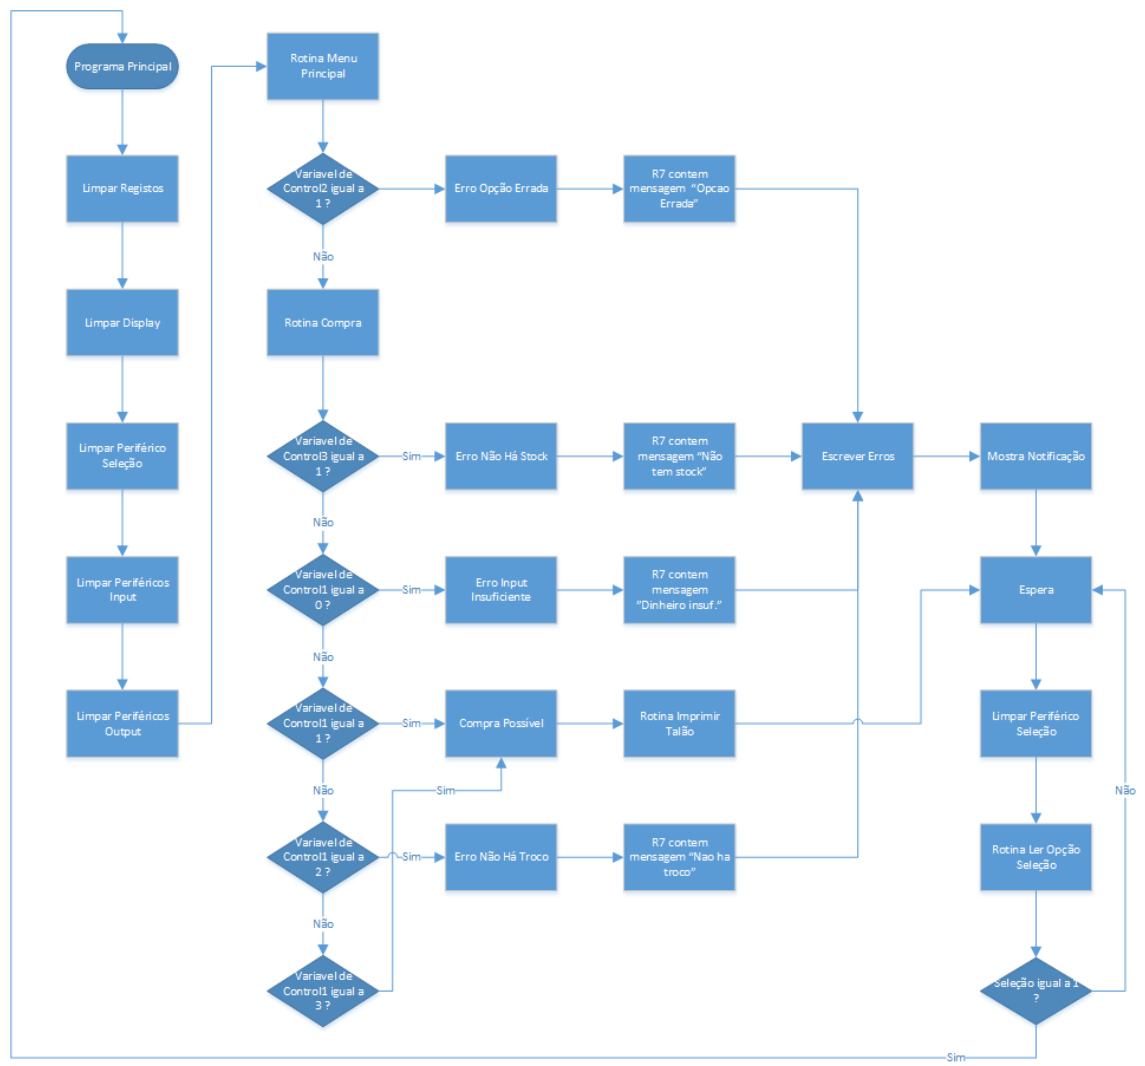 Programa Principal
Limpar Registos
Limpar Display
Limpar Periférico
Seleção
Limpar Periféricos
Input
Limpar Periféricos
Output
Rotina Menu
Principal
Variavel de
Control2 igual a
1 ?
Erro Opção Errada
R7 contem
mensagem “Opcao
Errada”
Não
Rotina Compra
Variavel de
Control3 igual a
1 ?
Sim
Erro Não Há Stock
R7 contem
mensagem “Não
tem stock”
Escrever Erros
Mostra Notificação
Não
Variavel de
Control1 igual a
0 ?
Sim
Erro Input
Insuficiente
R7 contem
mensagem
“Dinheiro insuf.”
Espera
Não
Variavel de
Control1 igual a
1 ?
Sim
Compra Possível
Rotina Imprimir
Talão
Limpar Periférico
Seleção
Não
Sim
Não
Variavel de
Control1 igual a
2 ?
Sim
Erro Não Há Troco
R7 contem
mensagem “Nao ha
troco”
Rotina Ler Opção
Seleção
Não
Variavel de
Control1 igual a
3 ?
Seleção igual a 1
?
Sim